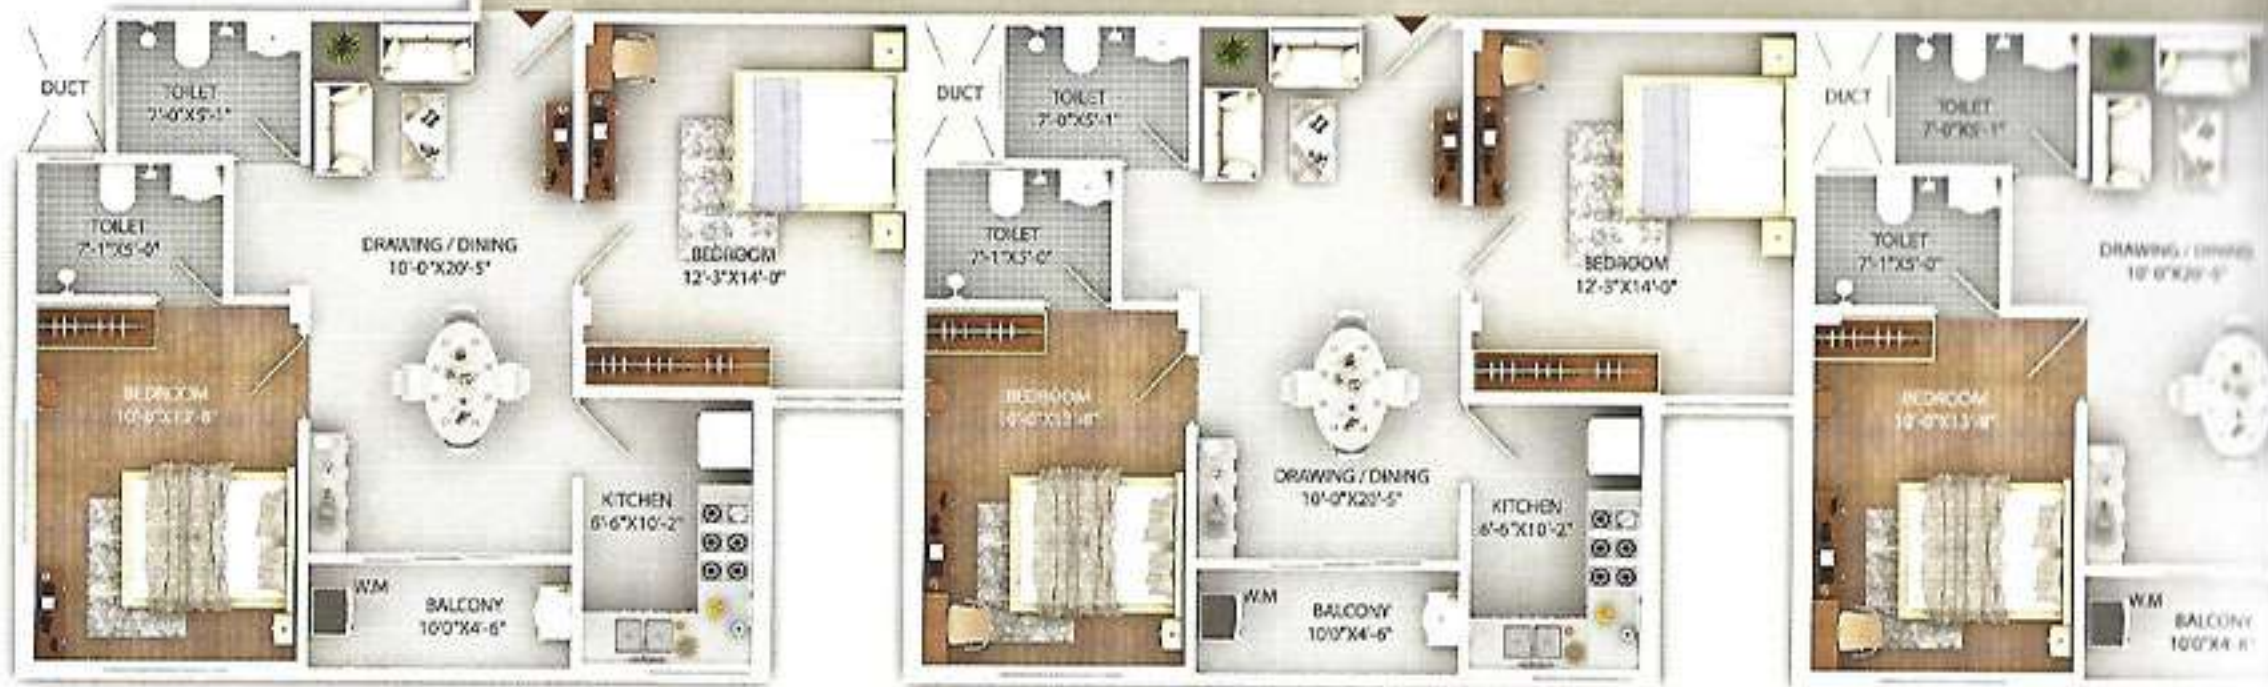 DUCT
TOILET
7'-0"X5'-1"
TOILET
7'-1"X5'-0"
DRAWING / DINING
10'-0"X20'-5"
BEDROOM
12'-3"X14'-0"
BEDROOM
KITCHEN
6'-6"X10'-2"
W.M
BALCONY
10'0"X4'-6"
DUCT
TOILET
7'-0"X5'-1"
TOILET
7'-1"X5'-0"
BEDROOM
12'-3"X14'-0"
BEDROOM
DRAWING / DINING
10'-0"X20'-5"
KITCHEN
6'-6"X10'-2"
W.M
BALCONY
10'0"X4'-6"
DUCT
TOILET
7'-0"X5'-1"
TOILET
7'-1"X5'-0"
DRAWING / DINING
BEDROOM
10'-0"X13'-8"
W.M
BALCONY